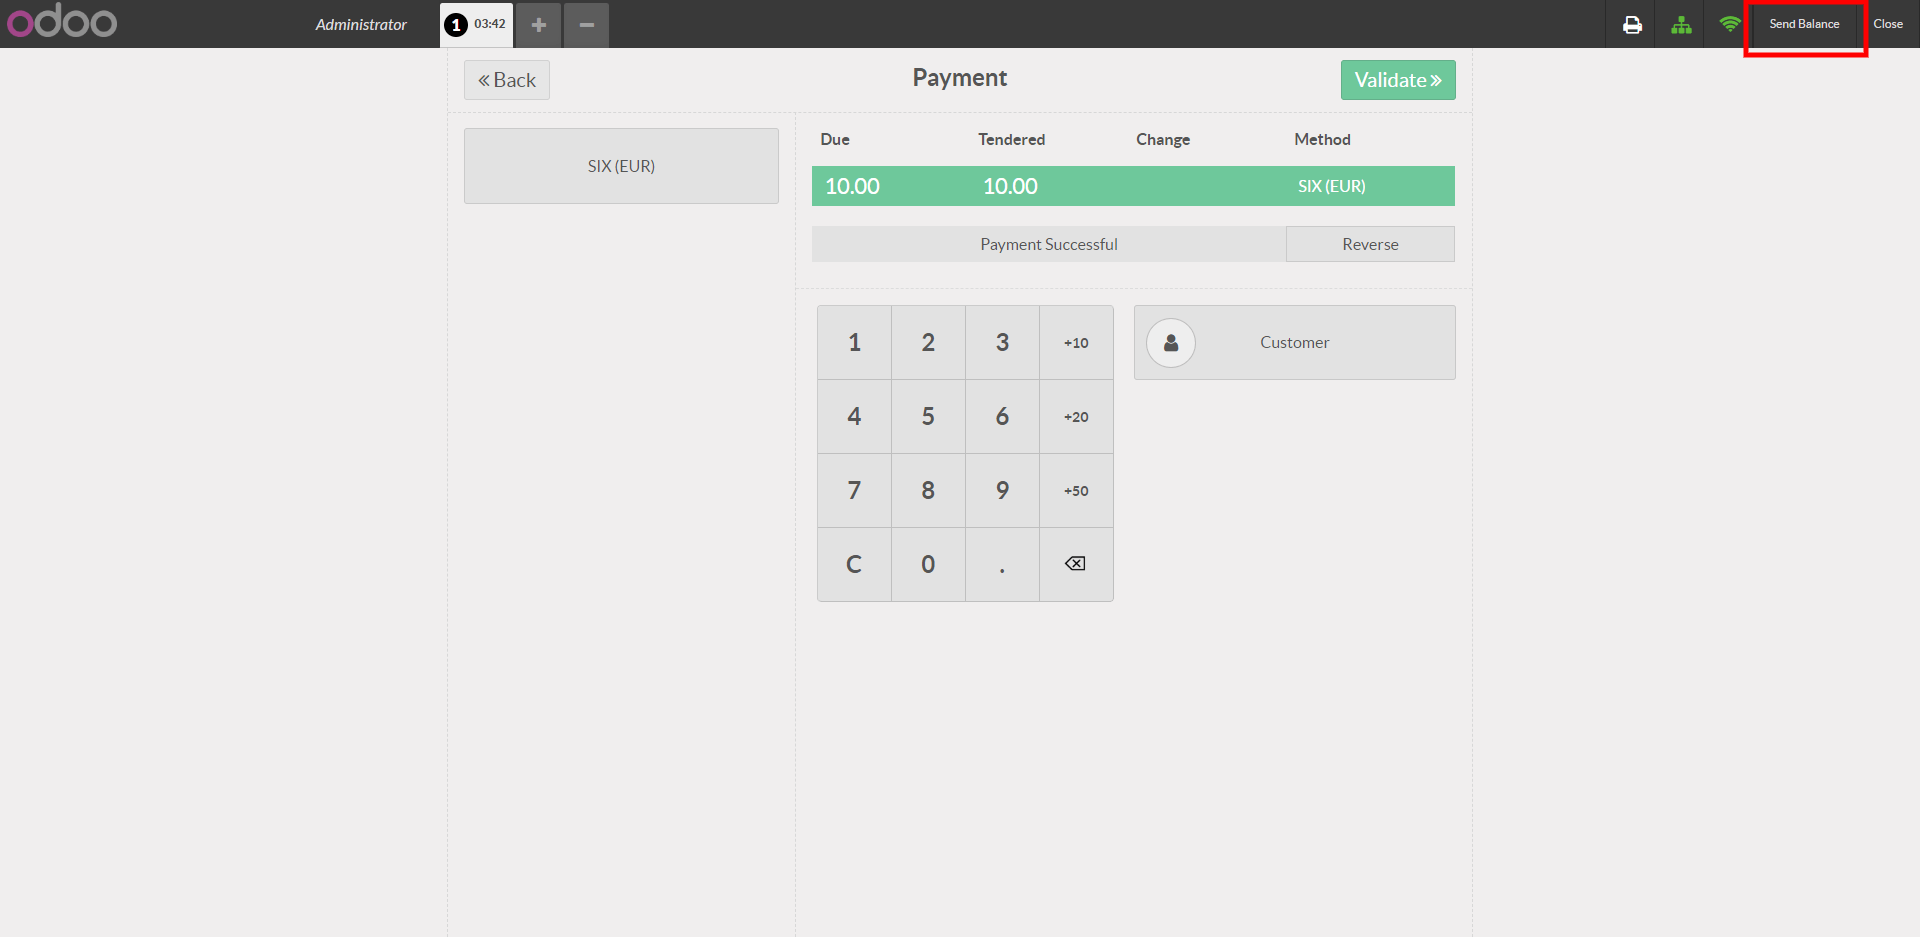 odoo
Administrator
1 03:42
Send Balance
Close
Back
Payment
Validate
SIX (EUR)
Due Tendered Change Method
10.00 10.00 SIX (EUR)
Payment Successful Reverse
1 2 3 +10
4 5 6 +20
7 8 9 +50
C 0 .
Customer